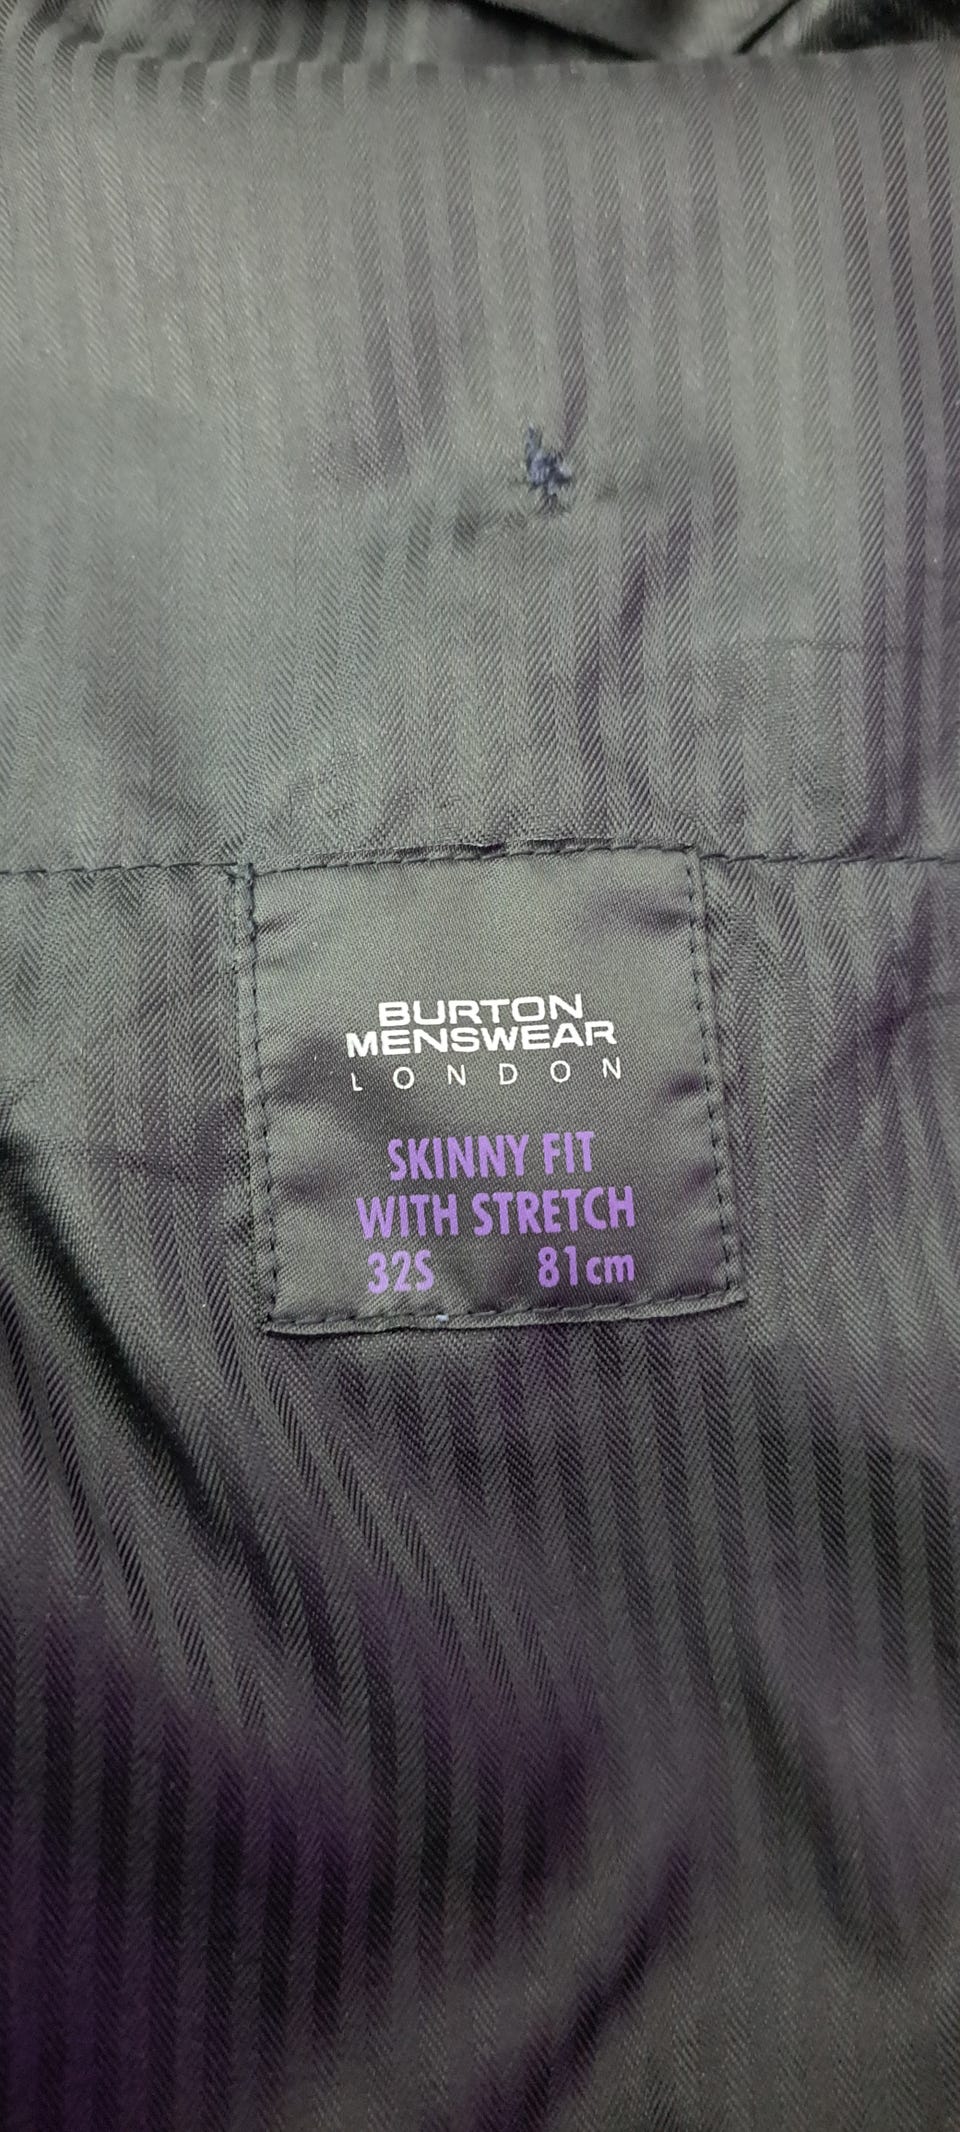 BURTON
MENSWEAR
LONDON
SKINNY FIT
WITH STRETCH
32S 81cm